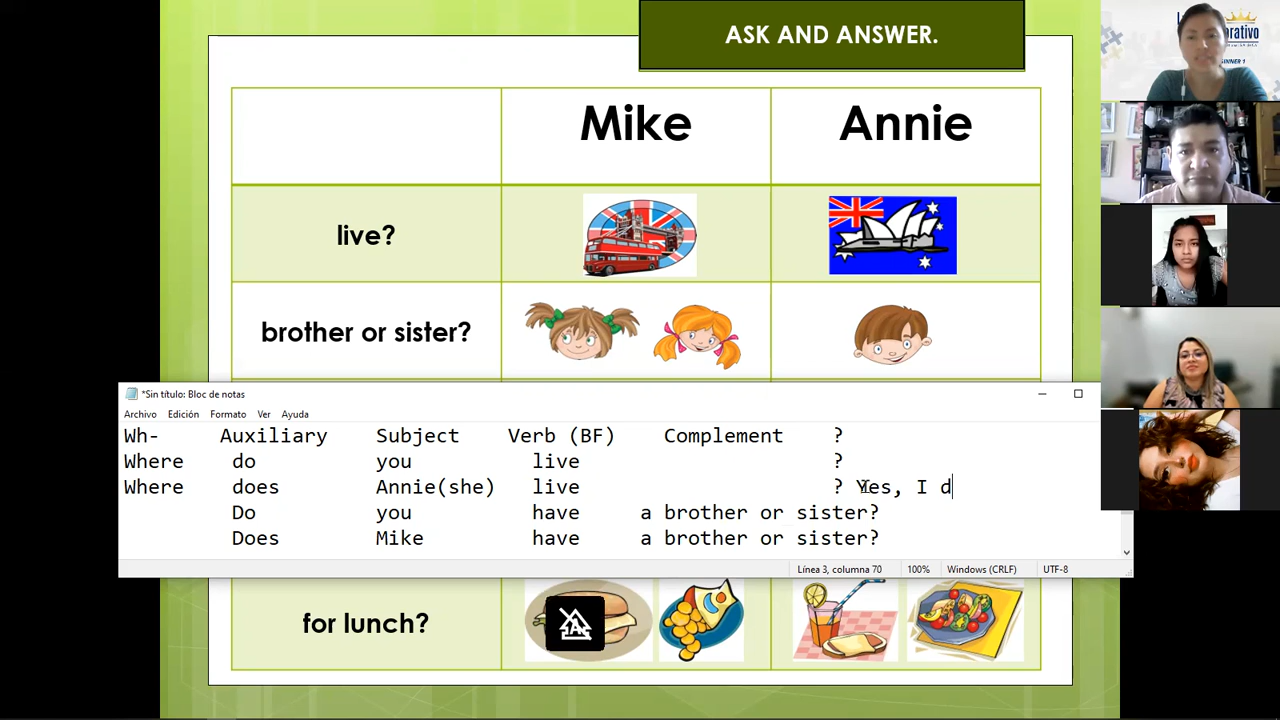 ASK AND ANSWER.
Mike Annie
live?
brother or sister?
*Sin título: Bloc de notas
Archivo Edición Formato Ver Ayuda
Wh- Auxiliary Subject Verb (BF) Complement ?
Where do you live ?
Where does Annie(she) live ? Yes, I d
Do you have a brother or sister?
Does Mike have a brother or sister?
Línea 3, columna 70 100% Windows (CRLF) UTF-8
for lunch?